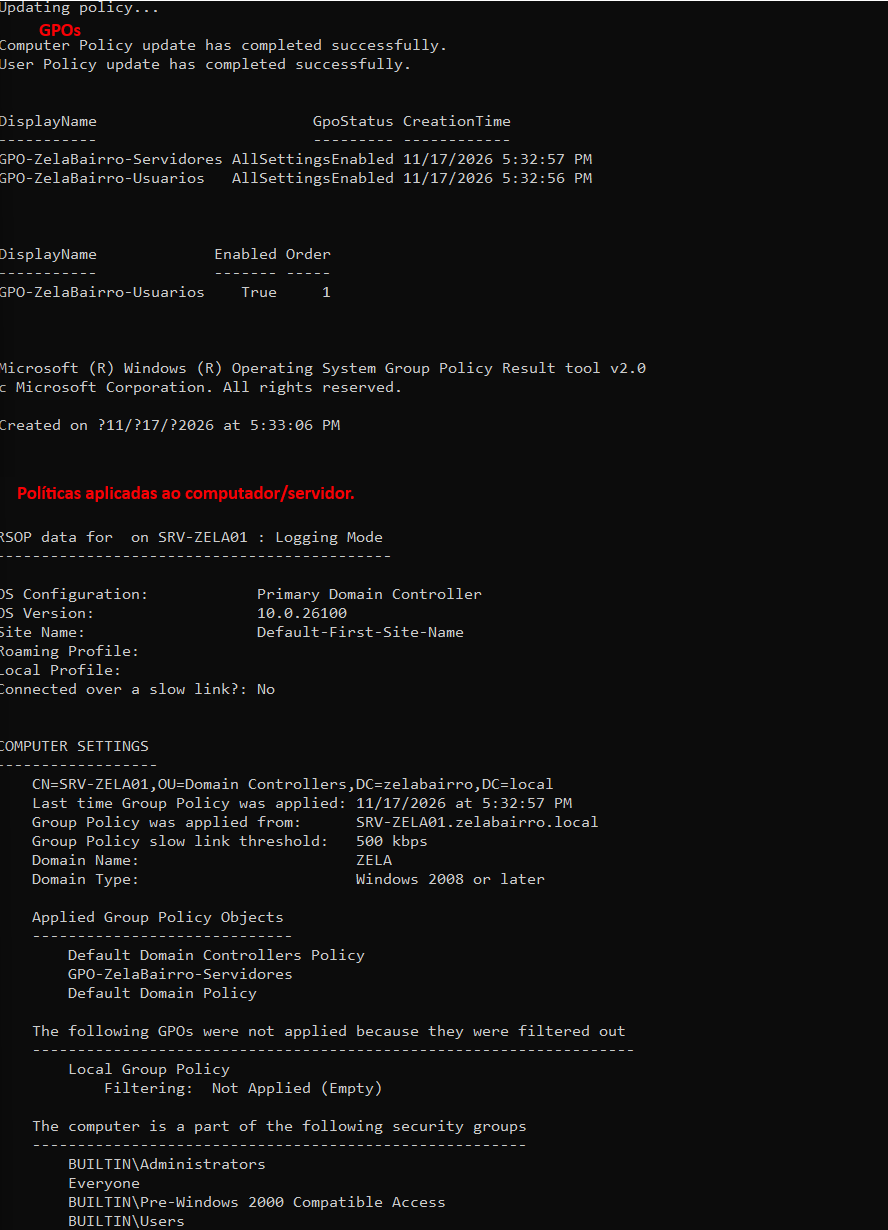 Updating policy...
GPOs
Computer Policy update has completed successfully.
User Policy update has completed successfully.
DisplayName GpoStatus CreationTime
----------- --------- ------------
GPO-ZelaBairro-Servidores AllSettingsEnabled 11/17/2026 5:32:57 PM
GPO-ZelaBairro-Usuarios AllSettingsEnabled 11/17/2026 5:32:56 PM
DisplayName Enabled Order
----------- ------- -----
GPO-ZelaBairro-Usuarios True 1
Microsoft (R) Windows (R) Operating System Group Policy Result tool v2.0
c Microsoft Corporation. All rights reserved.
Created on ?11/?17/?2026 at 5:33:06 PM
Políticas aplicadas ao computador/servidor.
RSOP data for  on SRV-ZELA01 : Logging Mode
--------------------------------------------
OS Configuration: Primary Domain Controller
OS Version: 10.0.26100
Site Name: Default-First-Site-Name
Roaming Profile:
Local Profile:
Connected over a slow link?: No
COMPUTER SETTINGS
------------------
CN=SRV-ZELA01,OU=Domain Controllers,DC=zelabairro,DC=local
Last time Group Policy was applied: 11/17/2026 at 5:32:57 PM
Group Policy was applied from: SRV-ZELA01.zelabairro.local
Group Policy slow link threshold: 500 kbps
Domain Name: ZELA
Domain Type: Windows 2008 or later
Applied Group Policy Objects
-----------------------------
Default Domain Controllers Policy
GPO-ZelaBairro-Servidores
Default Domain Policy
The following GPOs were not applied because they were filtered out
-------------------------------------------------------------------
Local Group Policy
Filtering:  Not Applied (Empty)
The computer is a part of the following security groups
-------------------------------------------------------
BUILTIN\Administrators
Everyone
BUILTIN\Pre-Windows 2000 Compatible Access
BUILTIN\Users